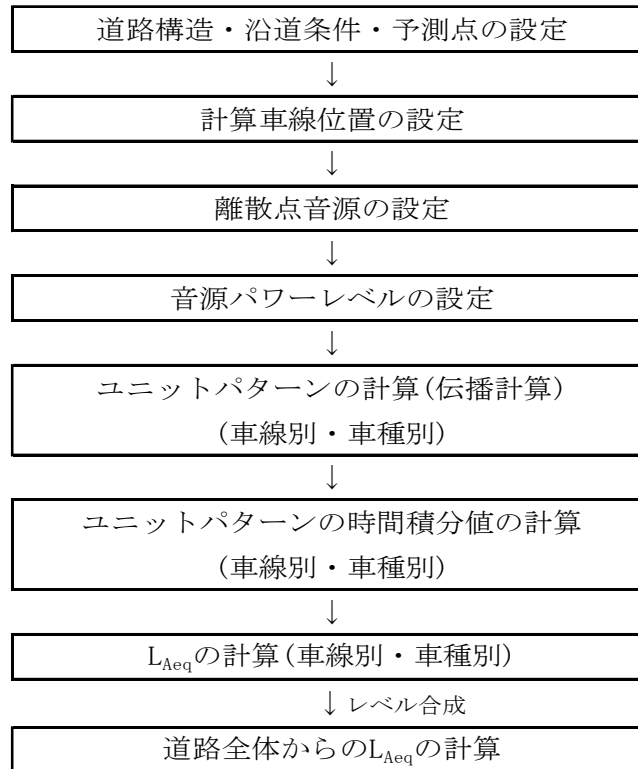 道路構造・沿道条件・予測点の設定
↓
計算車線位置の設定
↓
離散点音源の設定
↓
音源パワーレベルの設定
↓
ユニットパターンの計算(伝播計算)
(車線別・車種別)
↓
ユニットパターンの時間積分値の計算
(車線別・車種別)
↓
LAeqの計算(車線別・車種別)
↓レベル合成
道路全体からのLAeqの計算